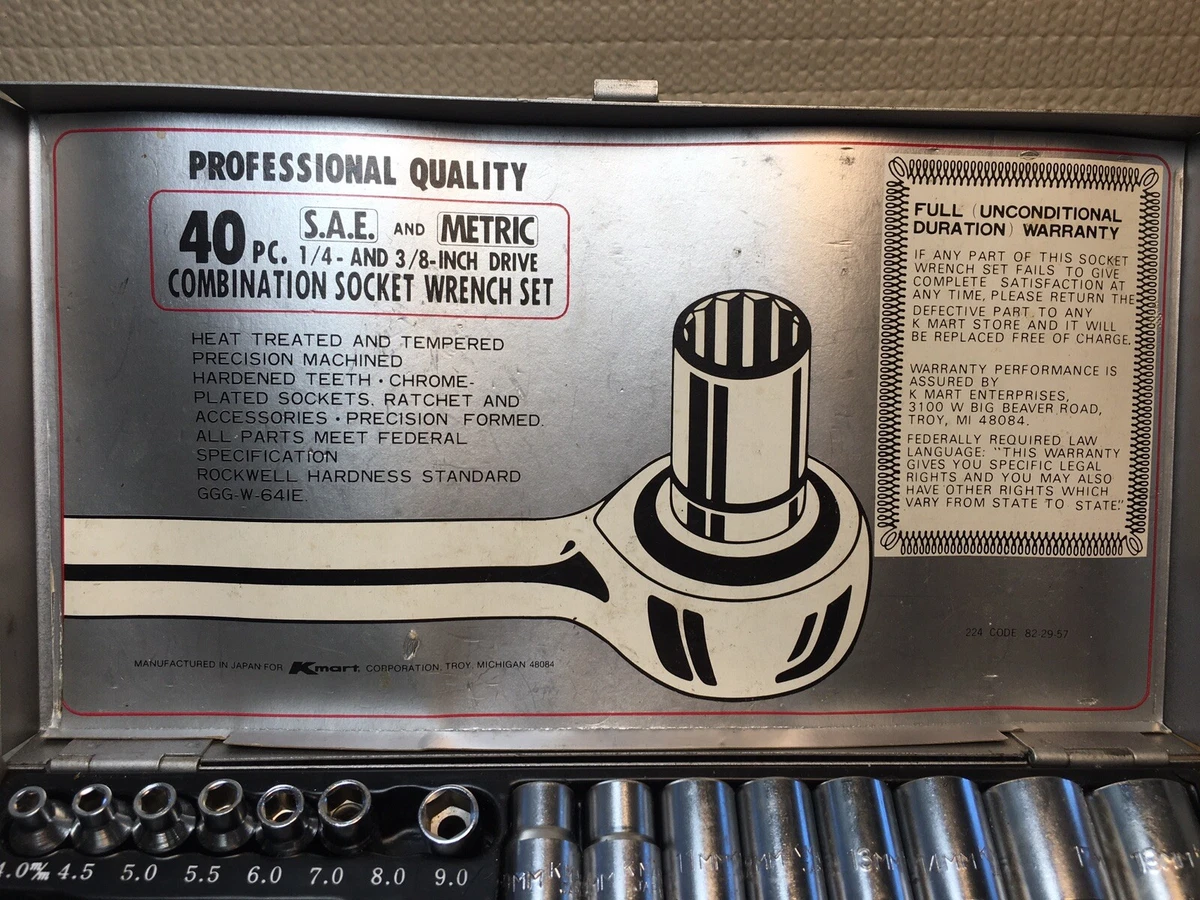 PROFESSIONAL QUALITY
40 PC. S.A.E. AND METRIC
1/4- AND 3/8-INCH DRIVE
COMBINATION SOCKET WRENCH SET
HEAT TREATED AND TEMPERED
PRECISION MACHINED
HARDENED TEETH · CHROME-
PLATED SOCKETS. RATCHET AND
ACCESSORIES · PRECISION FORMED.
ALL PARTS MEET FEDERAL
SPECIFICATION
ROCKWELL HARDNESS STANDARD
GGG-W-641E.
MANUFACTURED IN JAPAN FOR Kmart. CORPORATION, TROY, MICHIGAN 48084
FULL (UNCONDITIONAL
DURATION) WARRANTY
IF ANY PART OF THIS SOCKET
WRENCH SET FAILS TO GIVE
COMPLETE SATISFACTION AT
ANY TIME, PLEASE RETURN THE
DEFECTIVE PART TO ANY
K MART STORE AND IT WILL
BE REPLACED FREE OF CHARGE.
WARRANTY PERFORMANCE IS
ASSURED BY
K MART ENTERPRISES,
3100 W BIG BEAVER ROAD,
TROY, MI 48084.
FEDERALLY REQUIRED LAW
LANGUAGE: "THIS WARRANTY
GIVES YOU SPECIFIC LEGAL
RIGHTS AND YOU MAY ALSO
HAVE OTHER RIGHTS WHICH
VARY FROM STATE TO STATE."
224 CODE 82-29-57
4.0 m/m 4.5 5.0 5.5 6.0 7.0 8.0 9.0